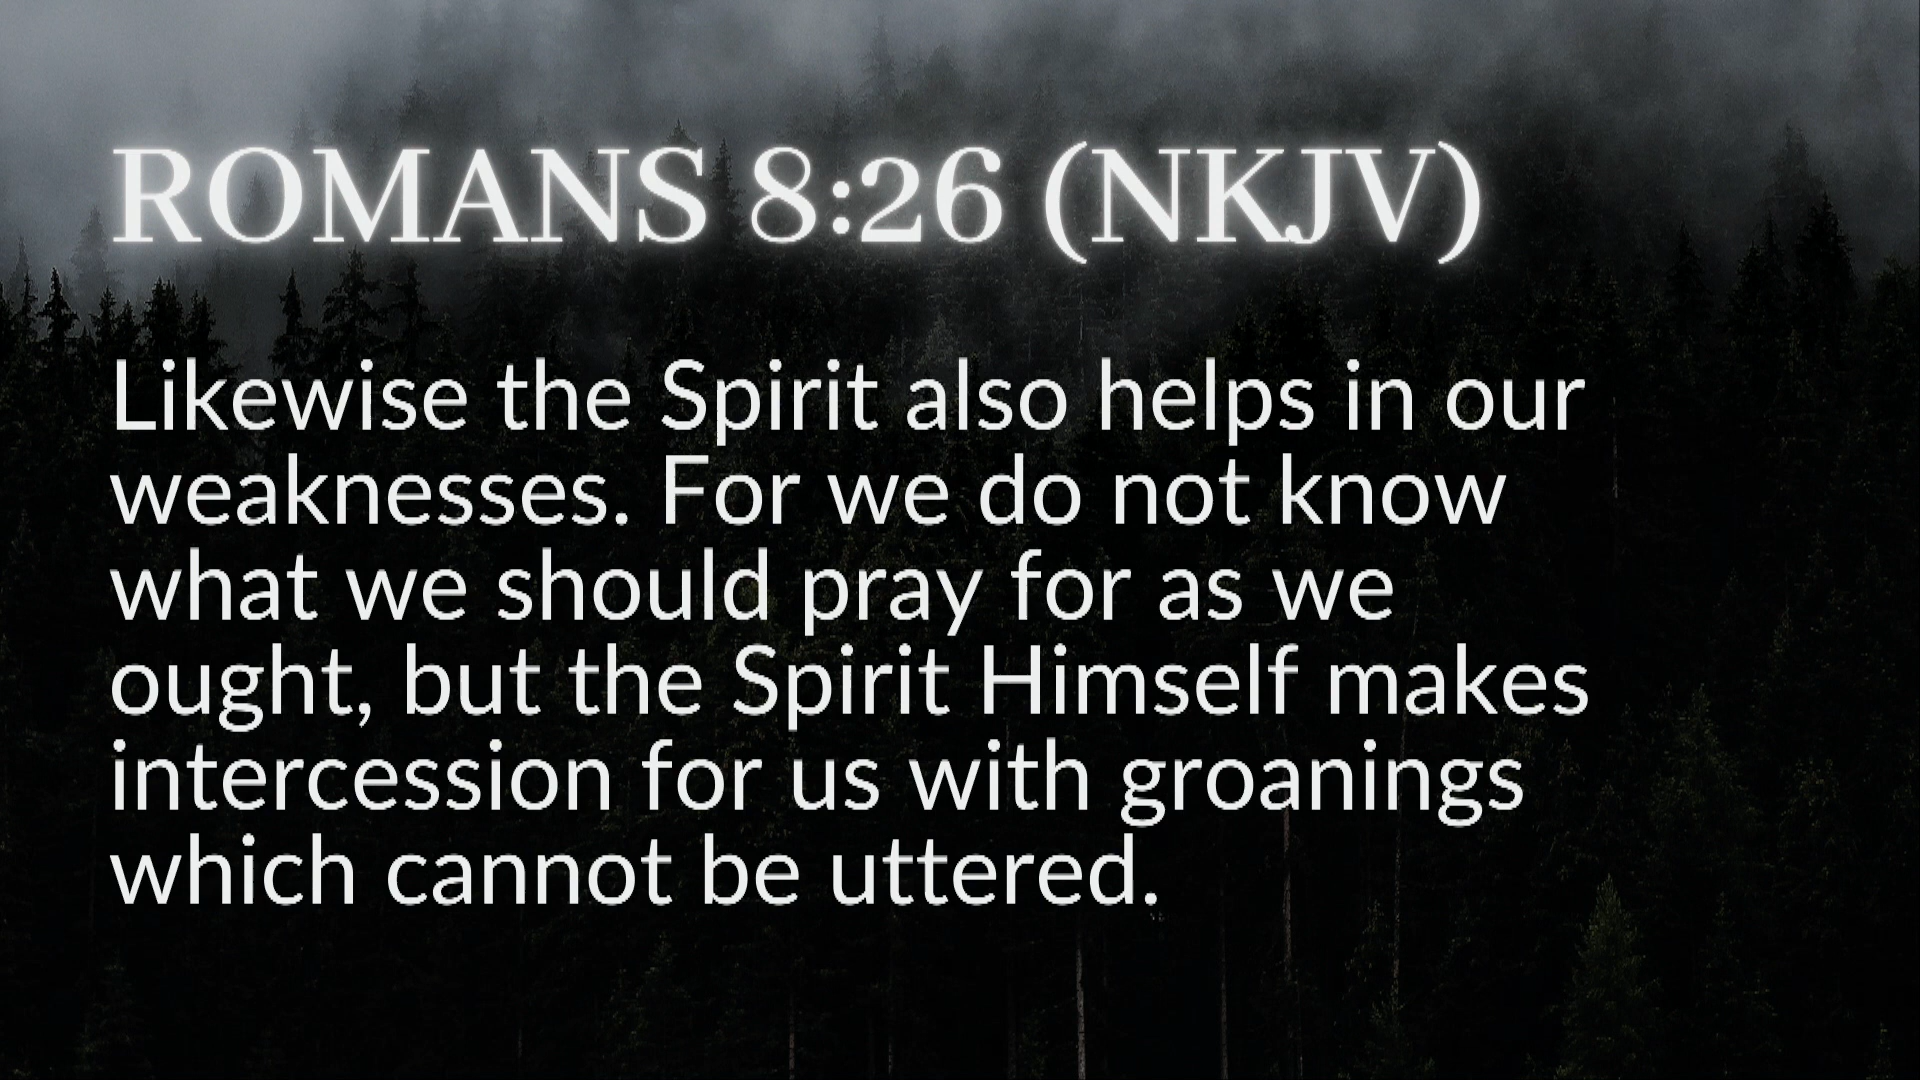 ROMANS 8:26 (NKJV)
Likewise the Spirit also helps in our
weaknesses. For we do not know
what we should pray for as we
ought, but the Spirit Himself makes
intercession for us with groanings
which cannot be uttered.